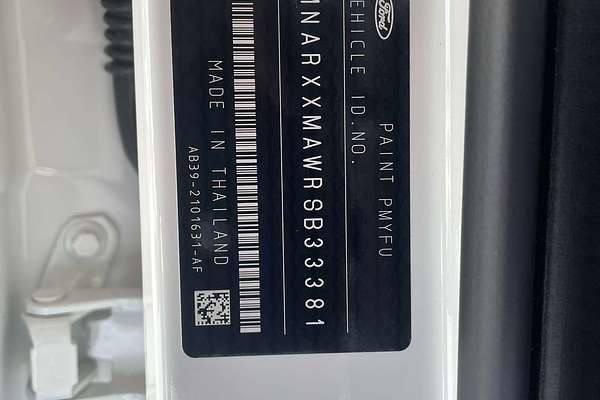 Ford
PAINT PMYFU
VEHICLE ID.NO.
MNARXXMAWRSB33381
MADE IN THAILAND
AB39-2101631-AF